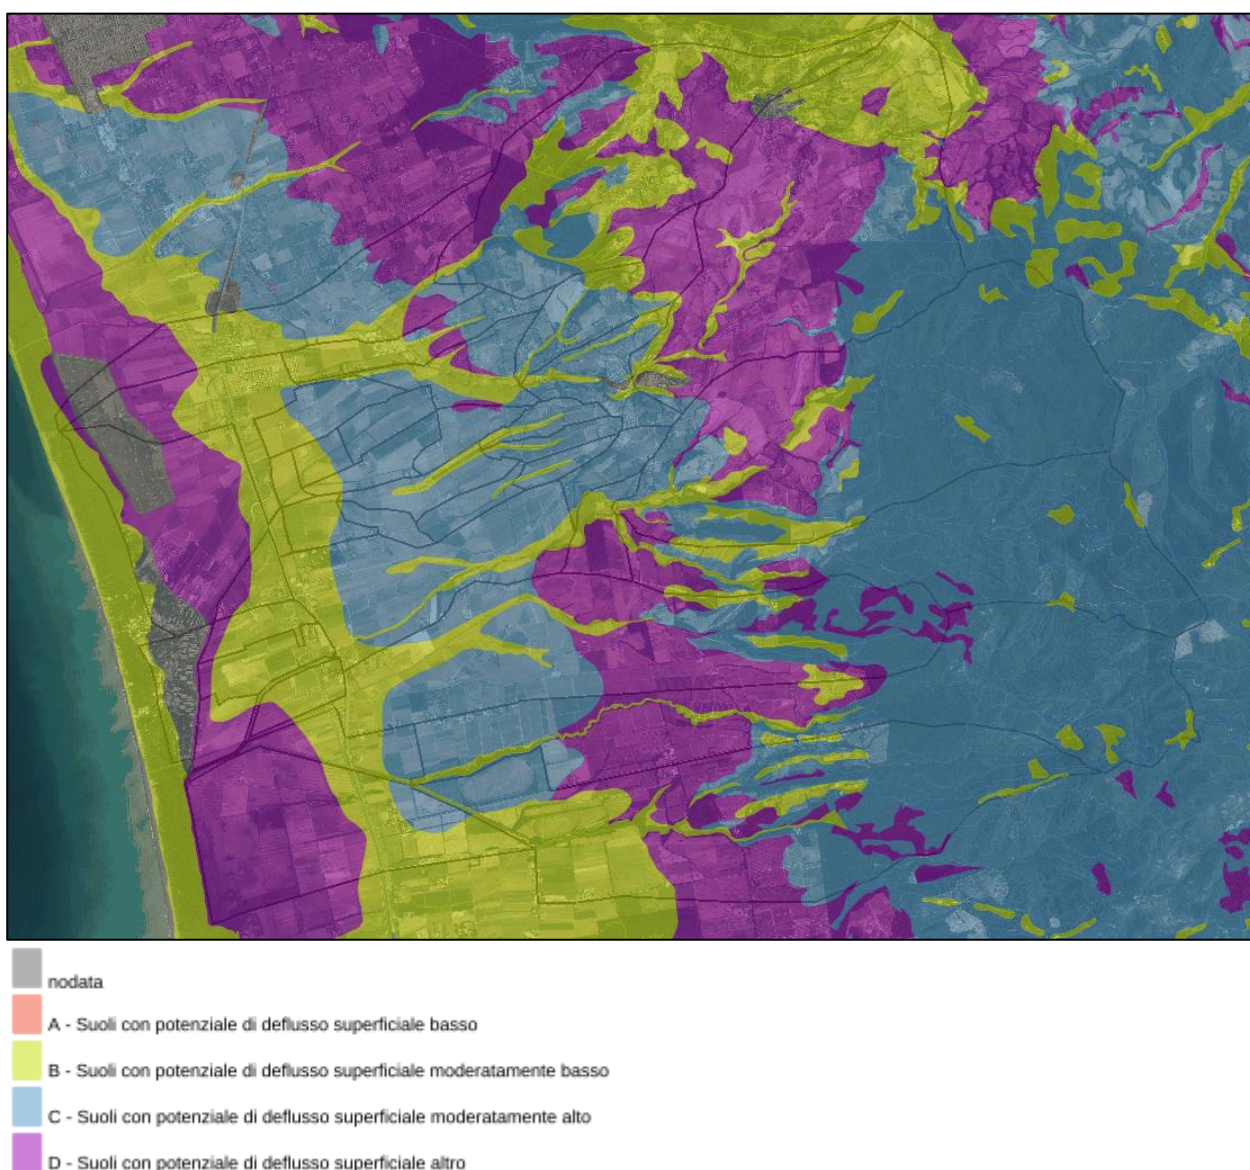 nodata
A - Suoli con potenziale di deflusso superficiale basso
B - Suoli con potenziale di deflusso superficiale moderatamente basso
C - Suoli con potenziale di deflusso superficiale moderatamente alto
D - Suoli con potenziale di deflusso superficiale altro